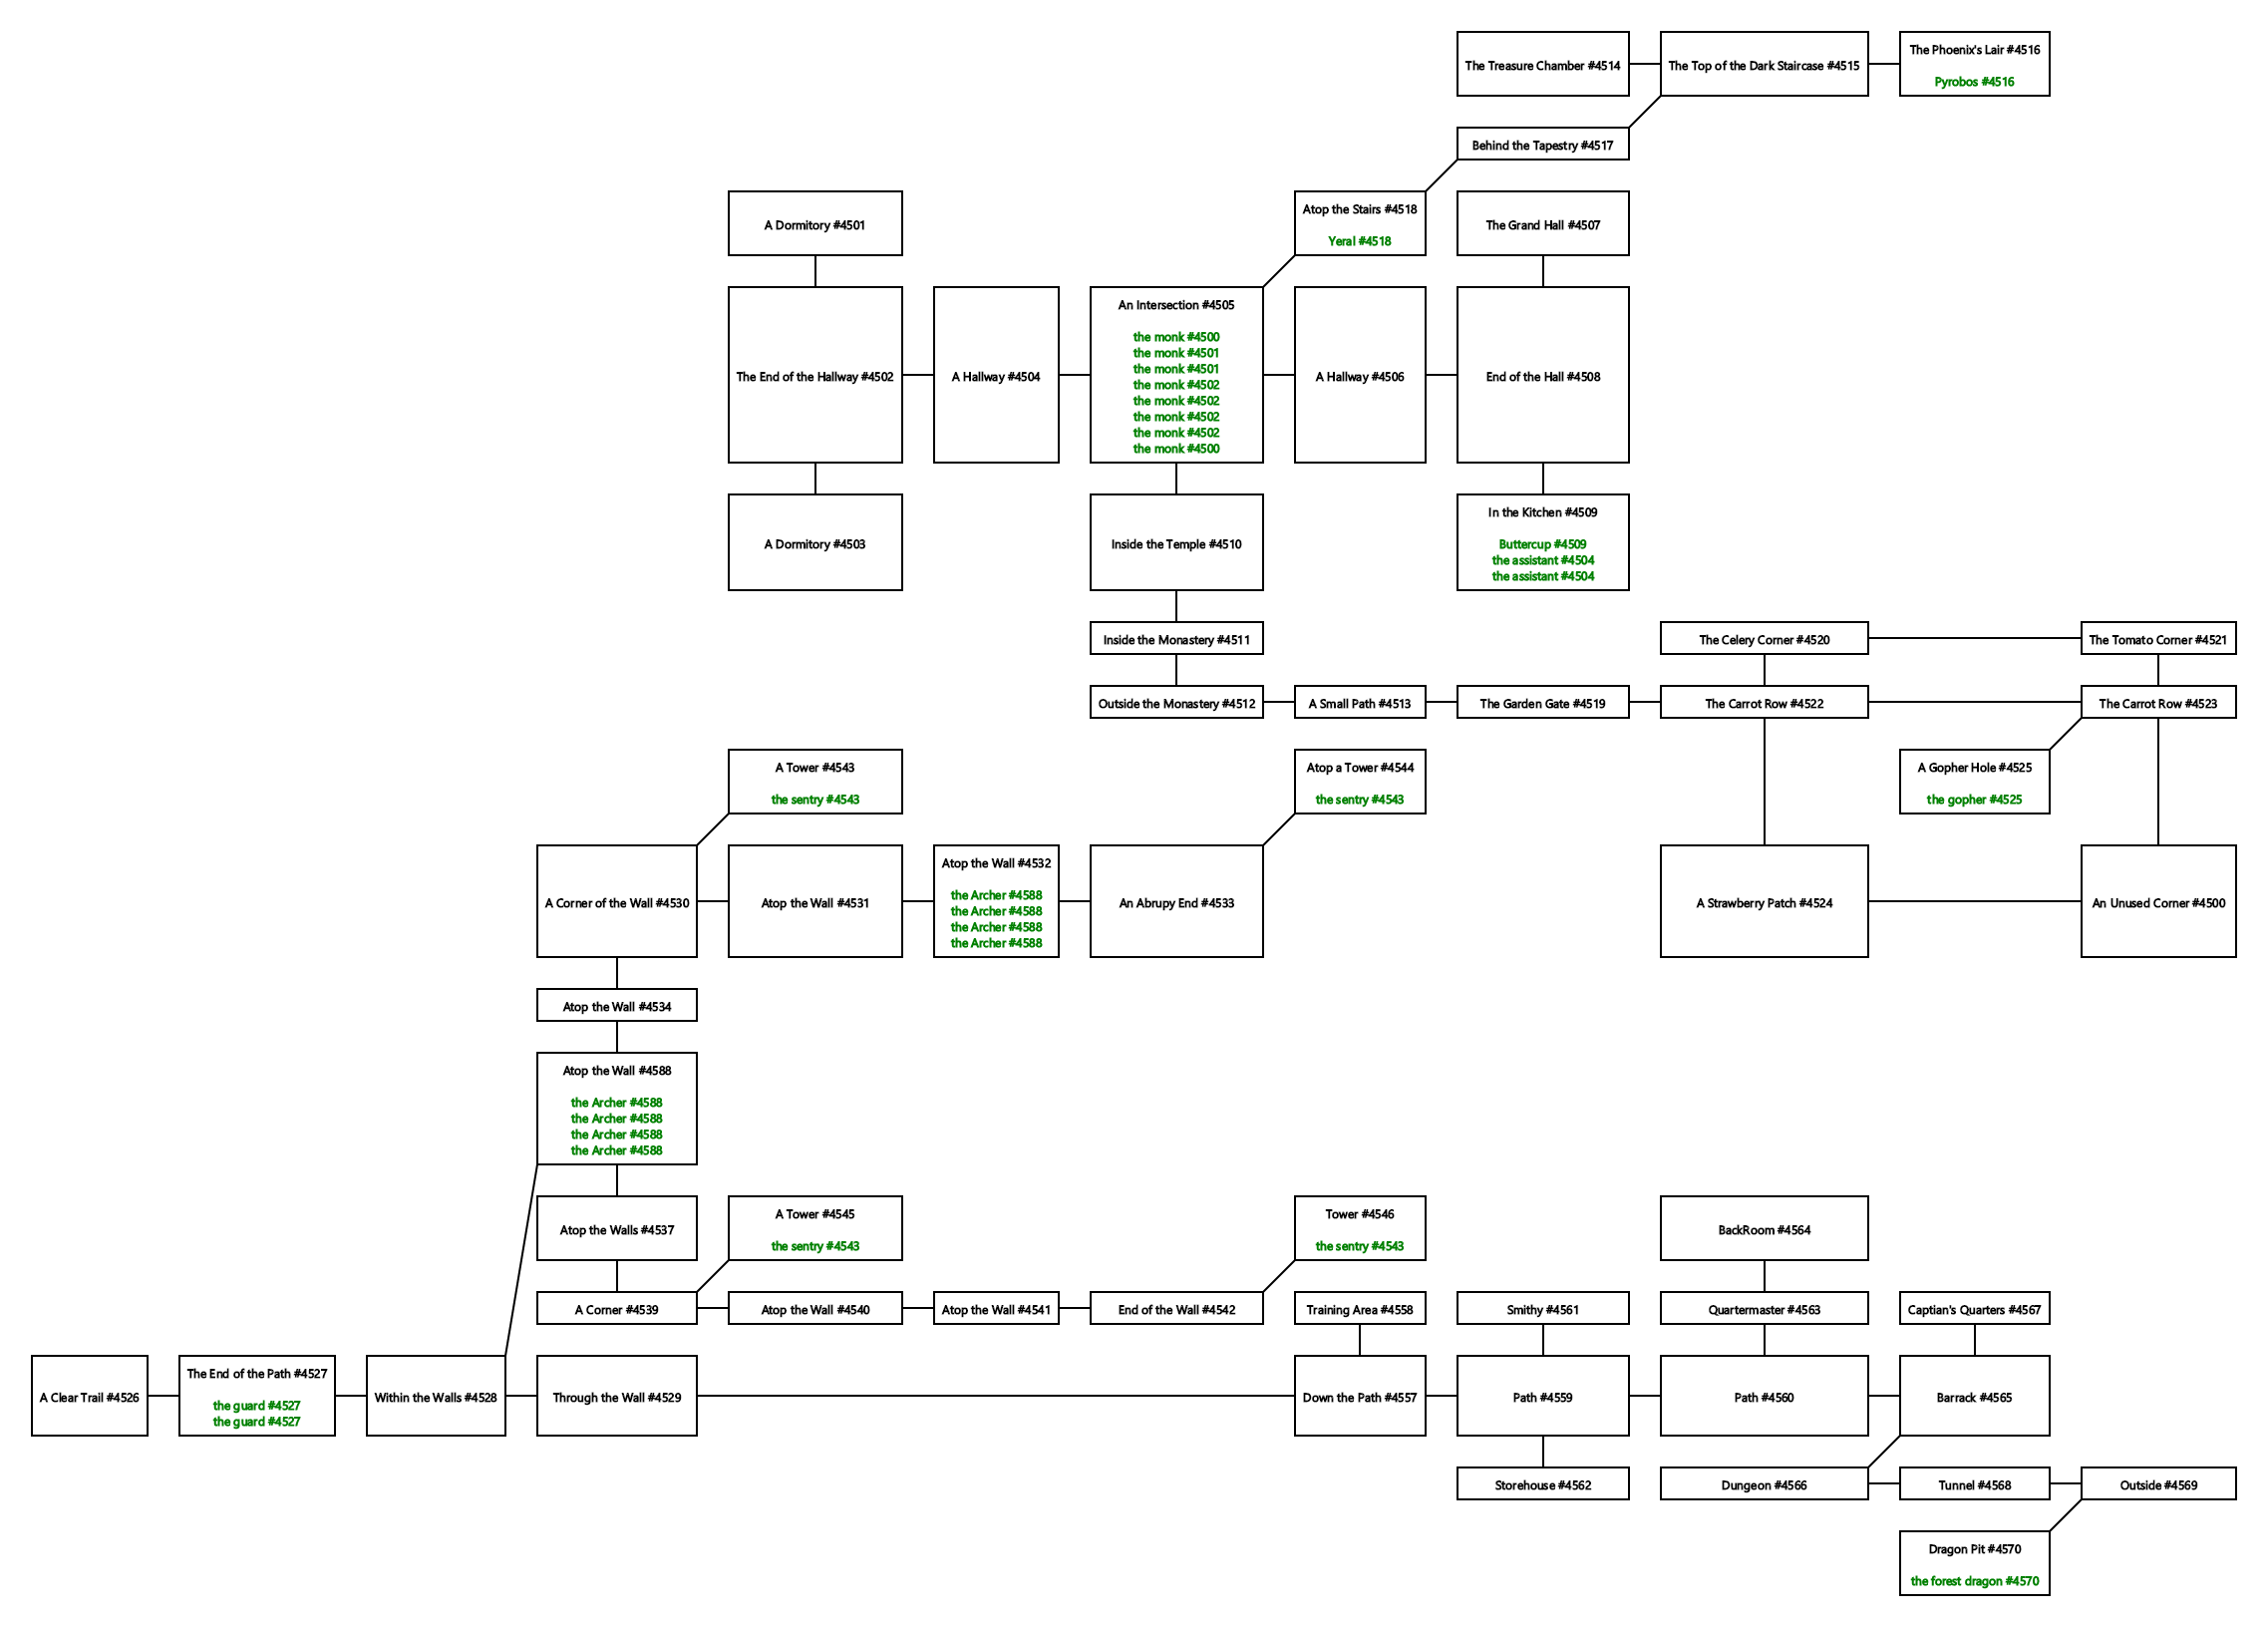 The Treasure Chamber #4514
The Top of the Dark Staircase #4515
The Phoenix's Lair #4516
Pyrobos #4516
Behind the Tapestry #4517
A Dormitory #4501
Atop the Stairs #4518
Yeral #4518
The Grand Hall #4507
The End of the Hallway #4502
A Hallway #4504
An Intersection #4505
the monk #4500
the monk #4501
the monk #4501
the monk #4502
the monk #4502
the monk #4502
the monk #4502
the monk #4500
A Hallway #4506
End of the Hall #4508
A Dormitory #4503
Inside the Temple #4510
In the Kitchen #4509
Buttercup #4509
the assistant #4504
the assistant #4504
Inside the Monastery #4511
The Celery Corner #4520
The Tomato Corner #4521
Outside the Monastery #4512
A Small Path #4513
The Garden Gate #4519
The Carrot Row #4522
The Carrot Row #4523
A Tower #4543
the sentry #4543
Atop a Tower #4544
the sentry #4543
A Gopher Hole #4525
the gopher #4525
A Corner of the Wall #4530
Atop the Wall #4531
Atop the Wall #4532
the Archer #4588
the Archer #4588
the Archer #4588
the Archer #4588
An Abrupy End #4533
A Strawberry Patch #4524
An Unused Corner #4500
Atop the Wall #4534
Atop the Wall #4588
the Archer #4588
the Archer #4588
the Archer #4588
the Archer #4588
Atop the Walls #4537
A Tower #4545
the sentry #4543
Tower #4546
the sentry #4543
BackRoom #4564
A Corner #4539
Atop the Wall #4540
Atop the Wall #4541
End of the Wall #4542
Training Area #4558
Smithy #4561
Quartermaster #4563
Captian's Quarters #4567
A Clear Trail #4526
The End of the Path #4527
the guard #4527
the guard #4527
Within the Walls #4528
Through the Wall #4529
Down the Path #4557
Path #4559
Path #4560
Barrack #4565
Storehouse #4562
Dungeon #4566
Tunnel #4568
Outside #4569
Dragon Pit #4570
the forest dragon #4570